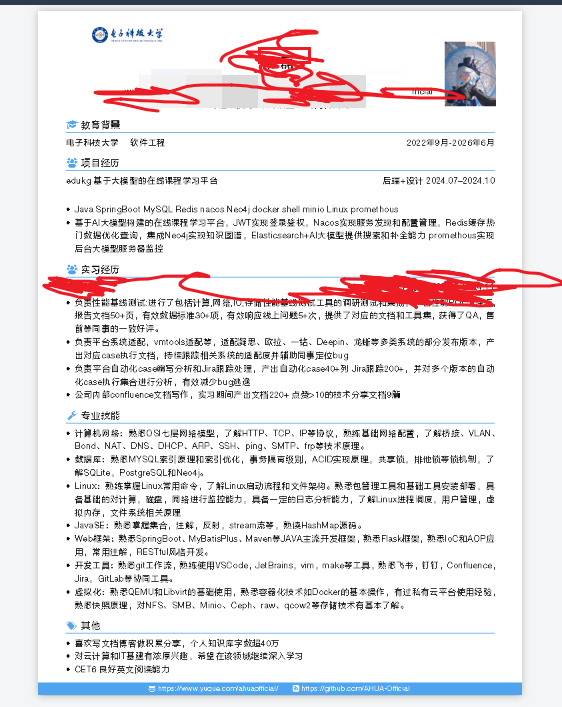 电子科技大学
ficial
教育背景
电子科技大学 软件工程 2022年9月-2026年6月
项目经历
edukg 基于大模型的在线课程学习平台 后端+设计 2024.07–2024.10
Java SpringBoot MySQL Redis nacos Neo4j docker shell minio Linux promethous
基于AI大模型构建的在线课程学习平台，JWT实现登录鉴权，Nacos实现服务发现和配置管理，Redis缓存热
门数据优化查询，集成Neo4j实现知识图谱，Elasticsearch+AI大模型提供搜索和补全能力 promethous实现
后台大模型服务器监控
实习经历
负责性能基线测试:进行了包括计算,网络,IO,存储性能基线测试工具的调研测试和
报告文档50+页，有效数据标准30+项，有效响应线上问题5+次，提供了对应的文档和工具集，获得了QA，售
前等同事的一致好评。
负责平台系统适配，vmtools适配等，适配凝思、欧拉、一铭、Deepin、龙蜥等多类系统的部分发布版本，产
出对应case执行文档，持续跟踪相关系统的适配度并辅助同事定位bug
负责平台自动化case编写分析和Jira跟踪处理，产出自动化case40+列 Jira跟踪200+，并对多个版本的自动
化case执行集合进行分析，有效减少bug逃逸
公司内部confluence文档写作，实习期间产出文档220+ 点赞>10的技术分享文档9篇
专业技能
计算机网络：熟悉OSI七层网络模型，了解HTTP、TCP、IP等协议，熟练基础网络配置，了解桥接、VLAN、
Bond、NAT、DNS、DHCP、ARP、SSH、ping、SMTP、frp等技术原理。
数据库：熟悉MYSQL索引原理和索引优化，事务隔离级别，ACID实现原理，共享锁，排他锁等锁机制，了
解SQLite，PostgreSQL和Neo4j。
Linux：熟练掌握Linux常用命令，了解Linux启动流程和文件架构。熟悉包管理工具和基础工具安装部署，具
备基础的对计算，磁盘，网络进行监控能力，具备一定的日志分析能力，了解Linux进程调度，用户管理，虚
拟内存，文件系统相关原理
JavaSE：熟悉掌握集合，注解，反射，stream流等，熟读HashMap源码。
Web框架：熟悉SpringBoot、MyBatisPlus、Maven等JAVA主流开发框架，熟悉Flask框架，熟悉IoC和AOP应
用，常用注解，RESTful风格开发。
开发工具：熟悉git工作流，熟练使用VSCode，JetBrains，vim，make等工具，熟悉飞书，钉钉，Confluence，
Jira，GitLab等协同工具。
虚拟化：熟悉QEMU和Libvirt的基础使用，熟悉容器化技术如Docker的基本操作，有过私有云平台使用经验，
熟悉快照原理，对NFS、SMB、Minio、Ceph、raw、qcow2等存储技术有基本了解。
其他
喜欢写文档博客做积累分享，个人知识库字数超40万
对云计算和IT基建有浓厚兴趣，希望在该领域继续深入学习
CET6 良好英文阅读能力
https://www.yuque.com/ahuaofficial/ https://github.com/AHUA-Official